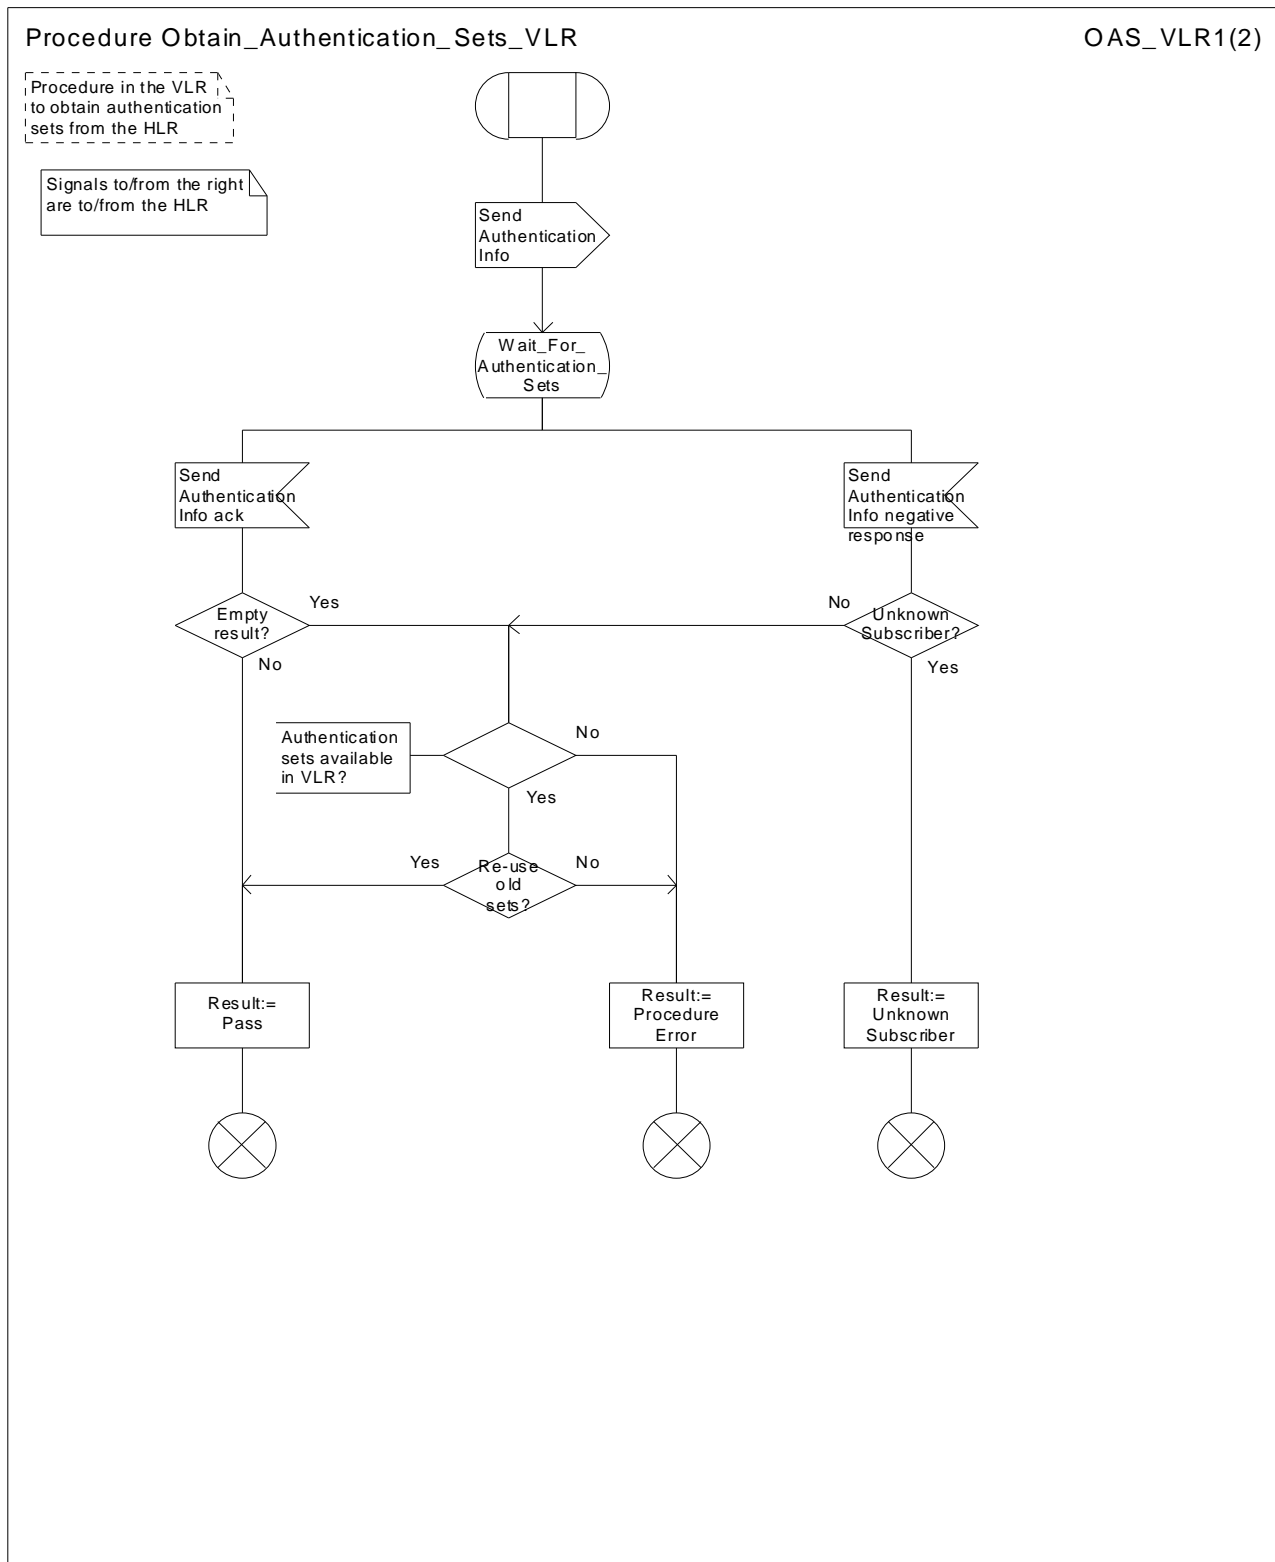 Procedure Obtain_Authentication_Sets_VLR
OAS_VLR1(2)
Procedure in the VLR
to obtain authentication
sets from the HLR
Signals to/from the right
are to/from the HLR
Send
Authentication
Info
Wait_For_
Authentication_
Sets
Send
Authentication
Info ack
Send
Authentication
Info negative
response
Empty
result?
Yes
No
No
Unknown
Subscriber?
Yes
Authentication
sets available
in VLR?
No
Yes
Yes
Re-use
old
sets?
No
Result:=
Pass
Result:=
Procedure
Error
Result:=
Unknown
Subscriber